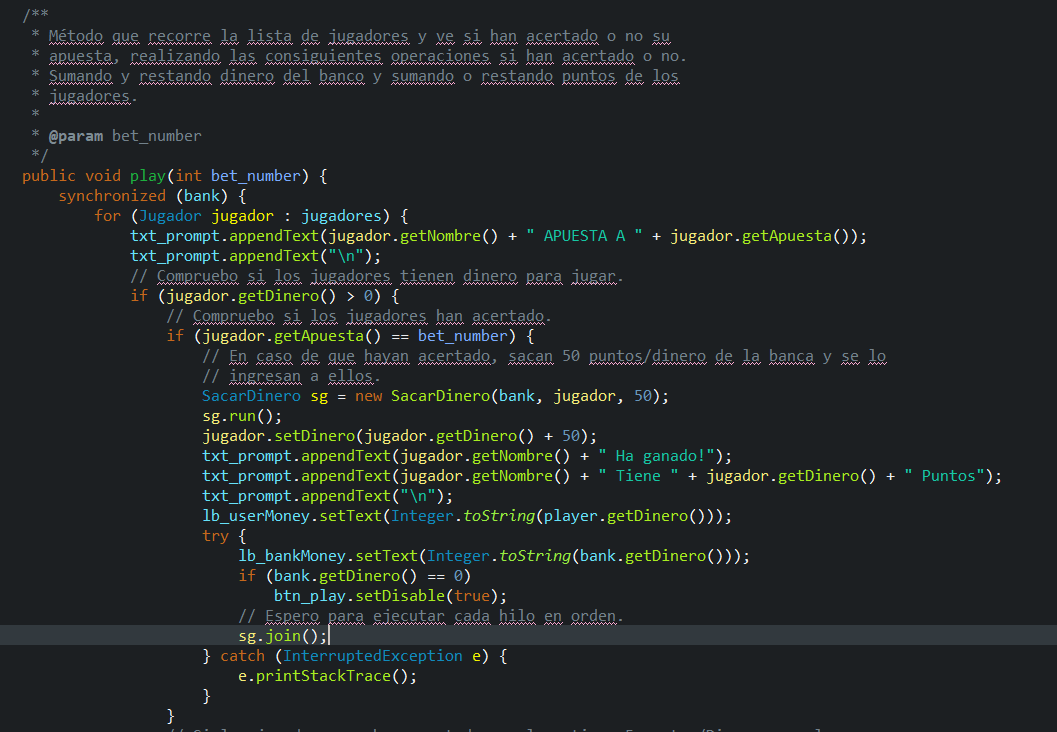 /**
 * Método que recorre la lista de jugadores y ve si han acertado o no su
 * apuesta, realizando las consiguientes operaciones si han acertado o no.
 * Sumando y restando dinero del banco y sumando o restando puntos de los
 * jugadores.
 *
 * @param bet_number
 */
public void play(int bet_number) {
    synchronized (bank) {
        for (Jugador jugador : jugadores) {
            txt_prompt.appendText(jugador.getNombre() + " APUESTA A " + jugador.getApuesta());
            txt_prompt.appendText("\n");
            // Compruebo si los jugadores tienen dinero para jugar.
            if (jugador.getDinero() > 0) {
                // Compruebo si los jugadores han acertado.
                if (jugador.getApuesta() == bet_number) {
                    // En caso de que hayan acertado, sacan 50 puntos/dinero de la banca y se lo
                    // ingresan a ellos.
                    SacarDinero sg = new SacarDinero(bank, jugador, 50);
                    sg.run();
                    jugador.setDinero(jugador.getDinero() + 50);
                    txt_prompt.appendText(jugador.getNombre() + " Ha ganado!");
                    txt_prompt.appendText(jugador.getNombre() + " Tiene " + jugador.getDinero() + " Puntos");
                    txt_prompt.appendText("\n");
                    lb_userMoney.setText(Integer.toString(player.getDinero()));
                    try {
                        lb_bankMoney.setText(Integer.toString(bank.getDinero()));
                        if (bank.getDinero() == 0)
                            btn_play.setDisable(true);
                        // Espero para ejecutar cada hilo en orden.
                        sg.join();
                    } catch (InterruptedException e) {
                        e.printStackTrace();
                    }
                }